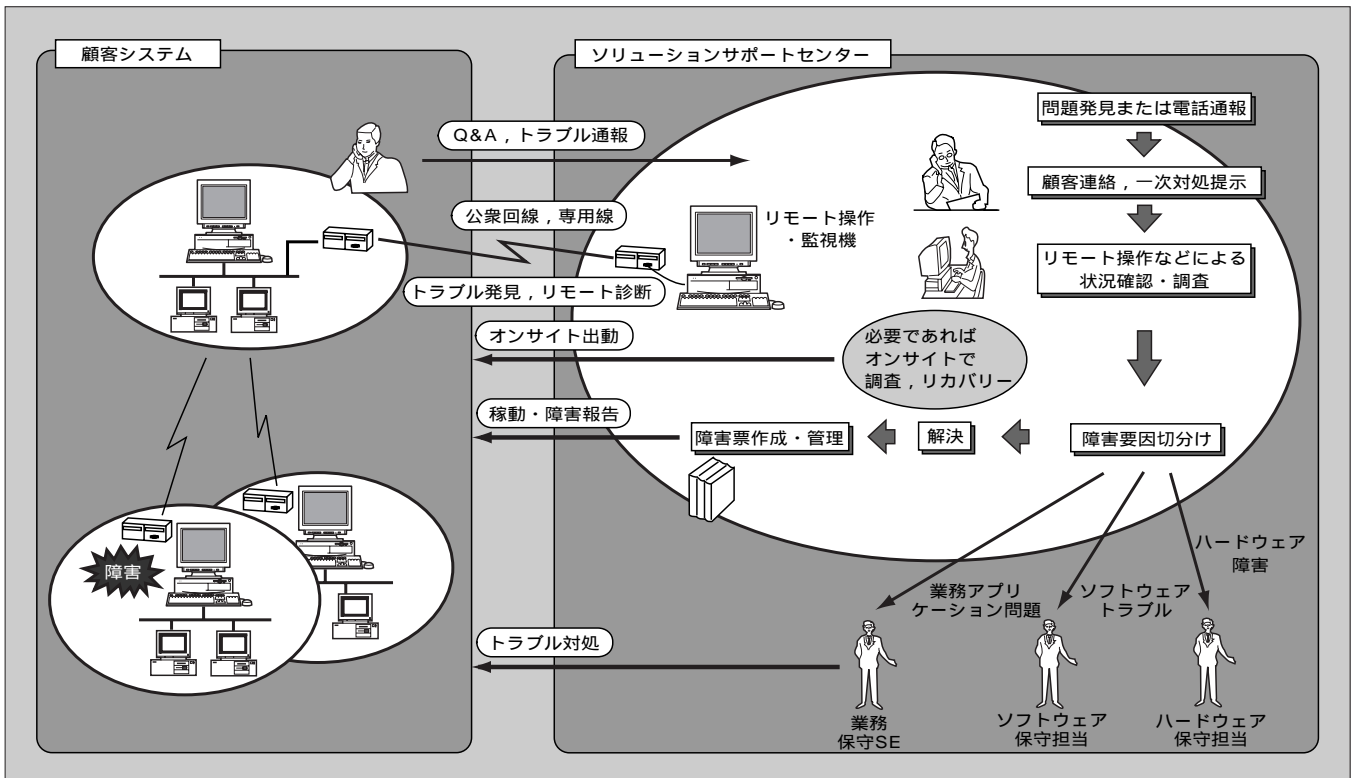 顧客システム
ソリューションサポートセンター
Q&A，トラブル通報
公衆回線，専用線
トラブル発見，リモート診断
オンサイト出動
稼動・障害報告
トラブル対処
障害
リモート操作
・監視機
問題発見または電話通報
顧客連絡，一次対処提示
リモート操作などによる
状況確認・調査
必要であれば
オンサイトで
調査，リカバリー
障害要因切分け
解決
障害票作成・管理
業務アプリ
ケーション問題
ソフトウェア
トラブル
ハードウェア
障害
業務
保守SE
ソフトウェア
保守担当
ハードウェア
保守担当